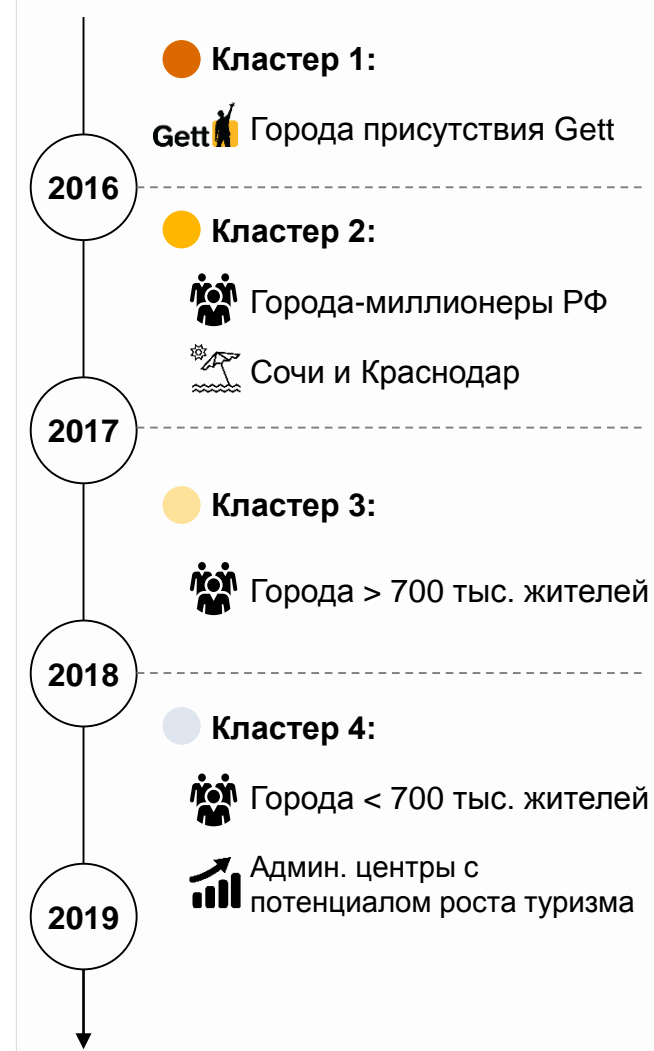 Кластер 1:
Gett Города присутствия Gett
2016
Кластер 2:
Города-миллионеры РФ
Сочи и Краснодар
2017
Кластер 3:
Города > 700 тыс. жителей
2018
Кластер 4:
Города < 700 тыс. жителей
Админ. центры с
потенциалом роста туризма
2019